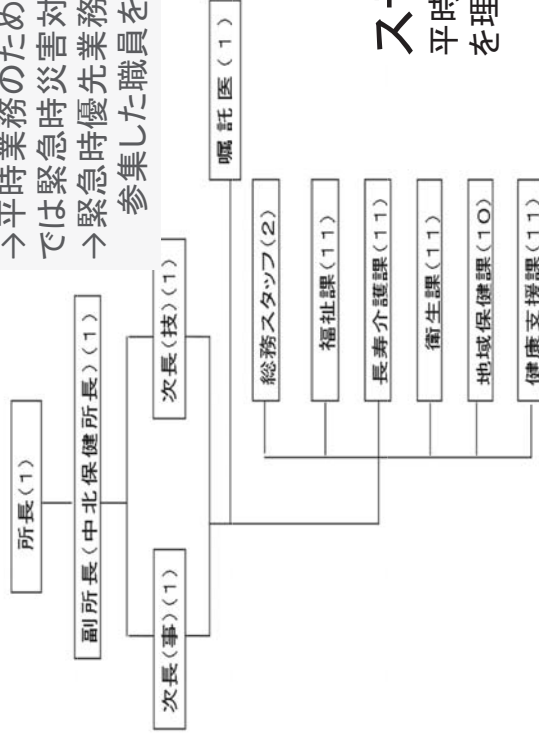 所長(1)
副所長(中北保健所長)(1)
次長(事)(1)
次長(技)(1)
嘱託医(1)
総務スタッフ(2)
福祉課(11)
長寿介護課(11)
衛生課(11)
地域保健課(10)
健康支援課(11)
→平時業務のため
では緊急時災害対
→緊急時優先業務
参集した職員を
ス
平時
を理